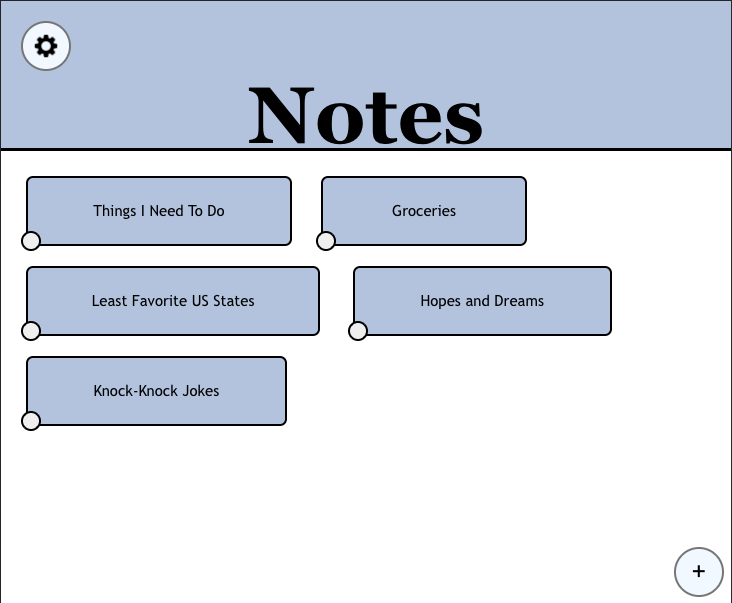 Notes
Things I Need To Do
Groceries
Least Favorite US States
Hopes and Dreams
Knock-Knock Jokes
+